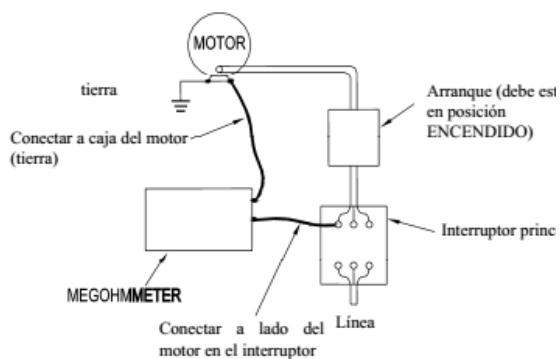 MOTOR
tierra
Arranque (debe est
en posición
ENCENDIDO)
Conectar a caja del motor
(tierra)
Interruptor princ
MEGOHMMETER
Línea
Conectar a lado del
motor en el interruptor